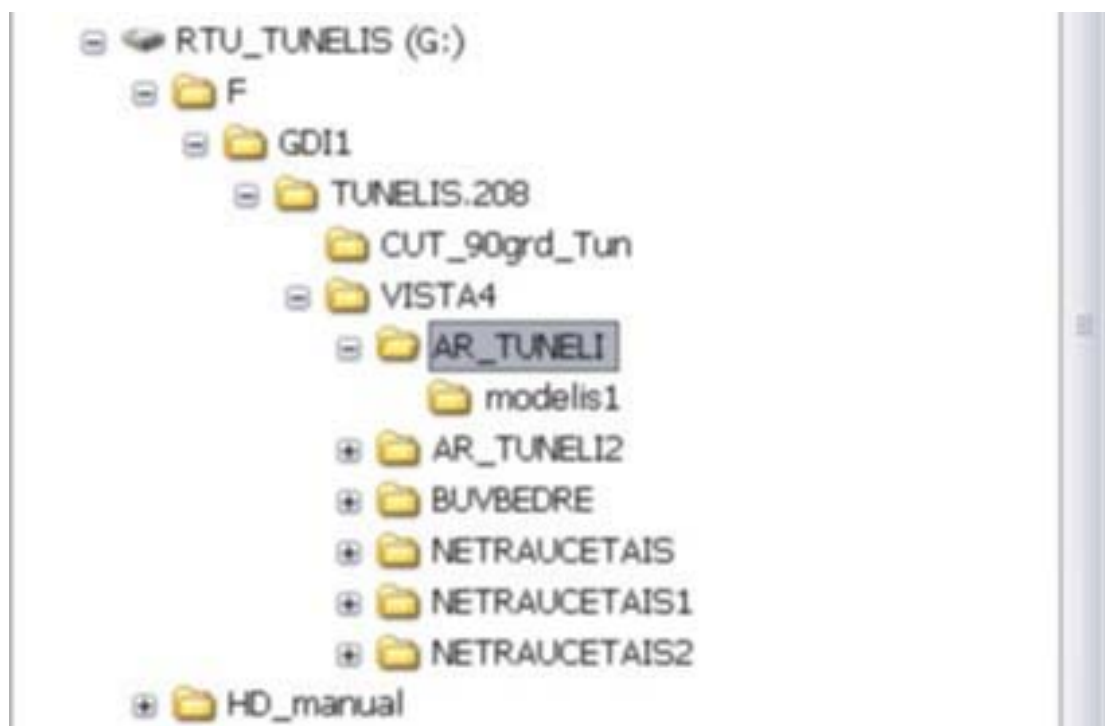 RTU_TUNELIS (G:)
F
GDI1
TUNELIS.208
CUT_90grd_Tun
VISTA4
AR_TUNELI
modelis1
AR_TUNELI2
BUVBEDRE
NETRAUCETAIS
NETRAUCETAIS1
NETRAUCETAIS2
HD_manual